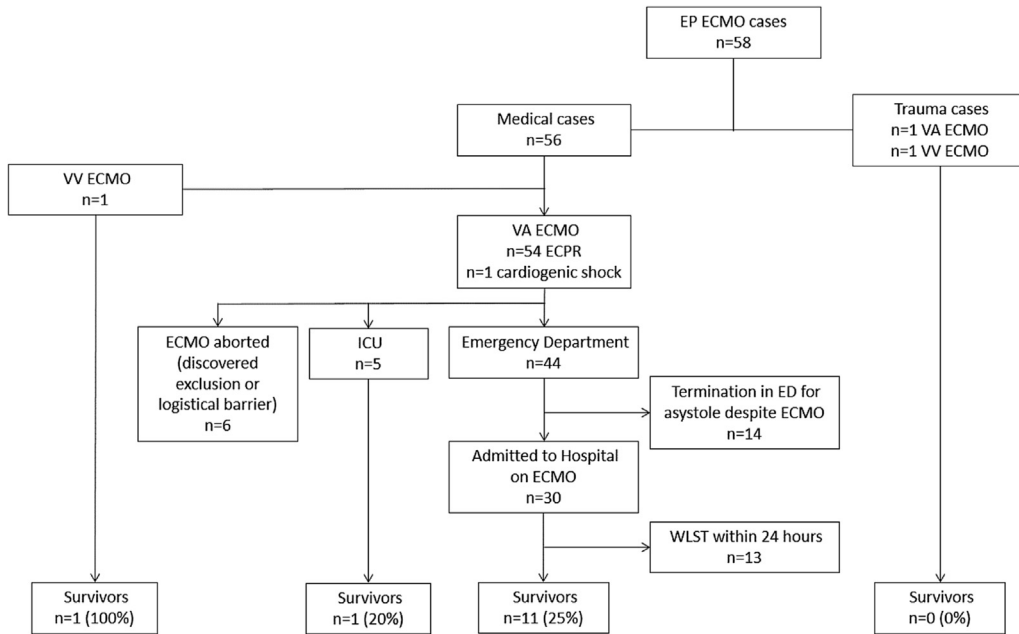 EP ECMO cases
n=58
Medical cases
n=56
Trauma cases
n=1 VA ECMO
n=1 VV ECMO
VV ECMO
n=1
VA ECMO
n=54 ECPR
n=1 cardiogenic shock
ECMO aborted
(discovered
exclusion or
logistical barrier)
n=6
ICU
n=5
Emergency Department
n=44
Termination in ED for
asystole despite ECMO
n=14
Admitted to Hospital
on ECMO
n=30
WLST within 24 hours
n=13
Survivors
n=1 (100%)
Survivors
n=1 (20%)
Survivors
n=11 (25%)
Survivors
n=0 (0%)